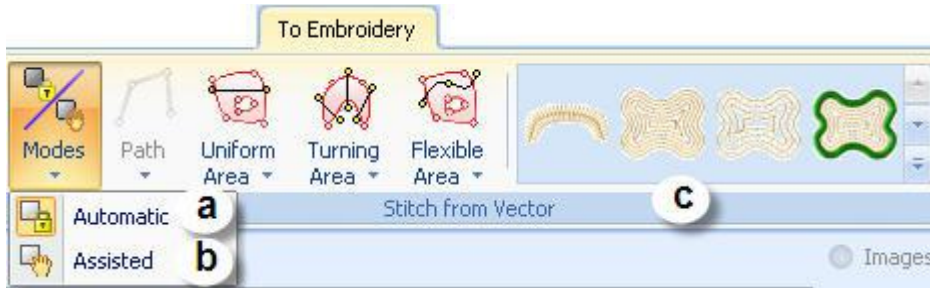 To Embroidery
Modes
Path
Uniform
Area
Turning
Area
Flexible
Area
Automatic a
Assisted b
Stitch from Vector c
Images